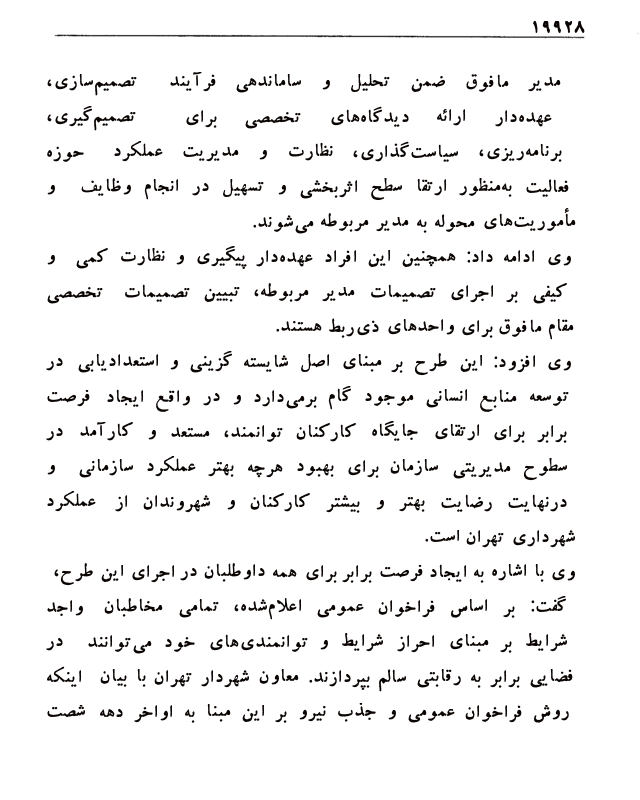 ۱۹۹۲۸
مدیر مافوق ضمن تحلیل و ساماندهی فرآیند تصمیم‌سازی،
عهده‌دار ارائه دیدگاه‌های تخصصی برای تصمیم‌گیری،
برنامه‌ریزی، سیاست‌گذاری، نظارت و مدیریت عملکرد حوزه
فعالیت به‌منظور ارتقا سطح اثربخشی و تسهیل در انجام وظایف و
مأموریت‌های محوله به مدیر مربوطه می‌شوند.
وی ادامه داد: همچنین این افراد عهده‌دار پیگیری و نظارت کمی و
کیفی بر اجرای تصمیمات مدیر مربوطه، تبیین تصمیمات تخصصی
مقام مافوق برای واحدهای ذی‌ربط هستند.
وی افزود: این طرح بر مبنای اصل شایسته گزینی و استعدادیابی در
توسعه منابع انسانی موجود گام برمی‌دارد و در واقع ایجاد فرصت
برابر برای ارتقای جایگاه کارکنان توانمند، مستعد و کارآمد در
سطوح مدیریتی سازمان برای بهبود هرچه بهتر عملکرد سازمانی و
درنهایت رضایت بهتر و بیشتر کارکنان و شهروندان از عملکرد
شهرداری تهران است.
وی با اشاره به ایجاد فرصت برابر برای همه داوطلبان در اجرای این طرح،
گفت: بر اساس فراخوان عمومی اعلام‌شده، تمامی مخاطبان واجد
شرایط بر مبنای احراز شرایط و توانمندی‌های خود می‌توانند در
فضایی برابر به رقابتی سالم بپردازند. معاون شهردار تهران با بیان اینکه
روش فراخوان عمومی و جذب نیرو بر این مبنا به اواخر دهه شصت